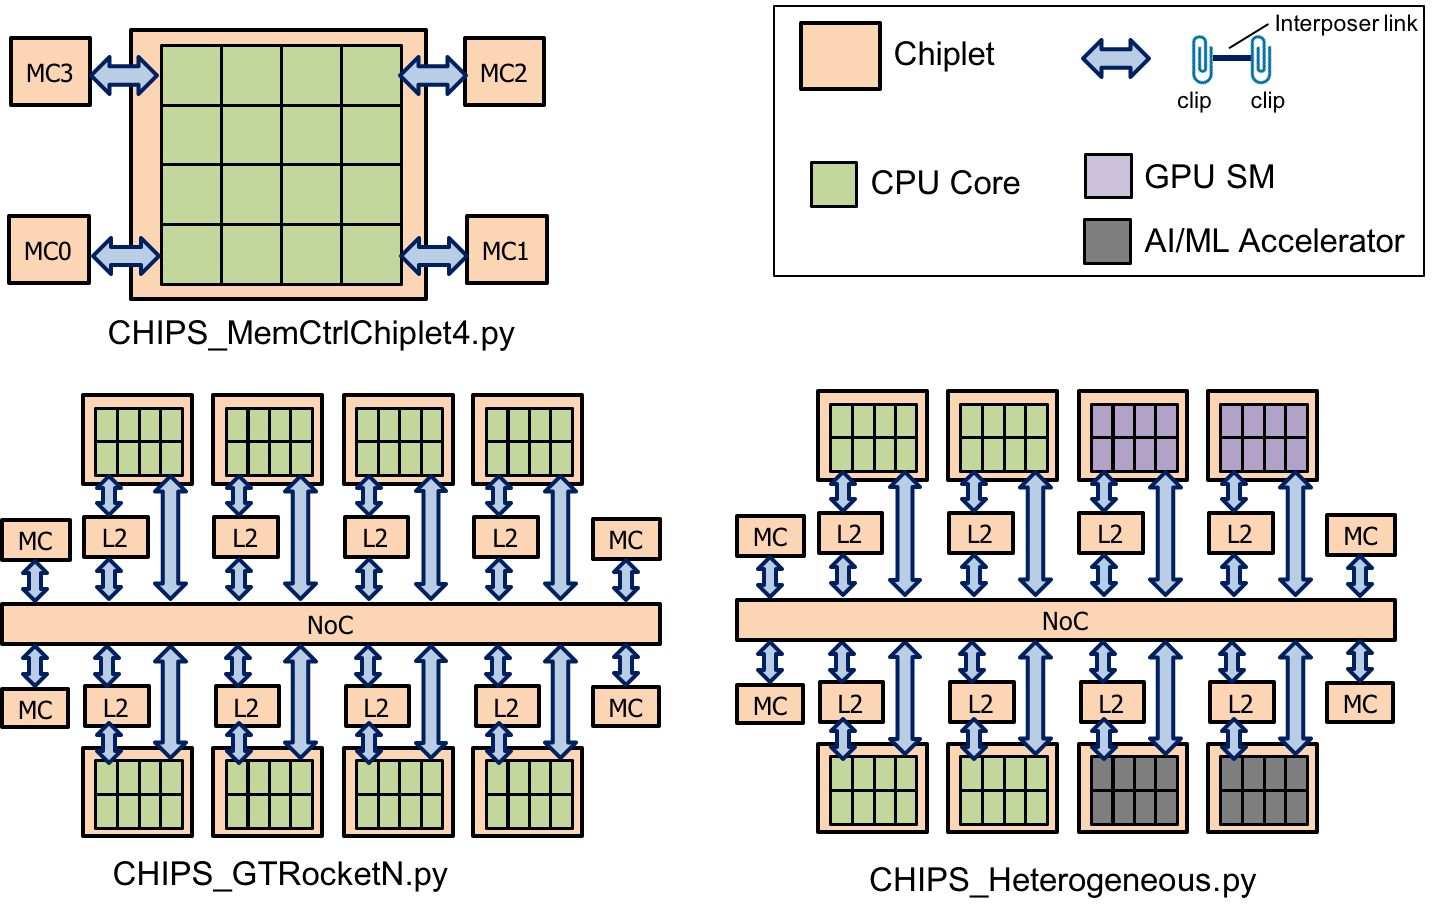 MC3
MC2
MC0
MC1
CHIPS_MemCtrlChiplet4.py
Chiplet
Interposer link
clip
clip
CPU Core
GPU SM
AI/ML Accelerator
MC
L2
L2
L2
L2
MC
NoC
MC
L2
L2
L2
L2
MC
CHIPS_GTRocketN.py
MC
L2
L2
L2
L2
MC
NoC
MC
L2
L2
L2
L2
MC
CHIPS_Heterogeneous.py